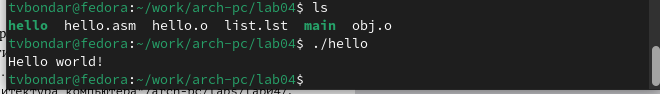 tvbondar@fedora:~/work/arch-pc/lab04$ ls
hello  hello.asm  hello.o  list.lst  main  obj.o
tvbondar@fedora:~/work/arch-pc/lab04$ ./hello
Hello world!
tvbondar@fedora:~/work/arch-pc/lab04$